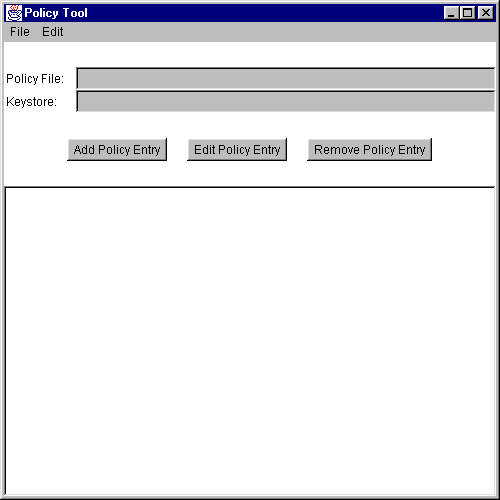 Policy Tool
File Edit
Policy File:
Keystore:
Add Policy Entry Edit Policy Entry Remove Policy Entry